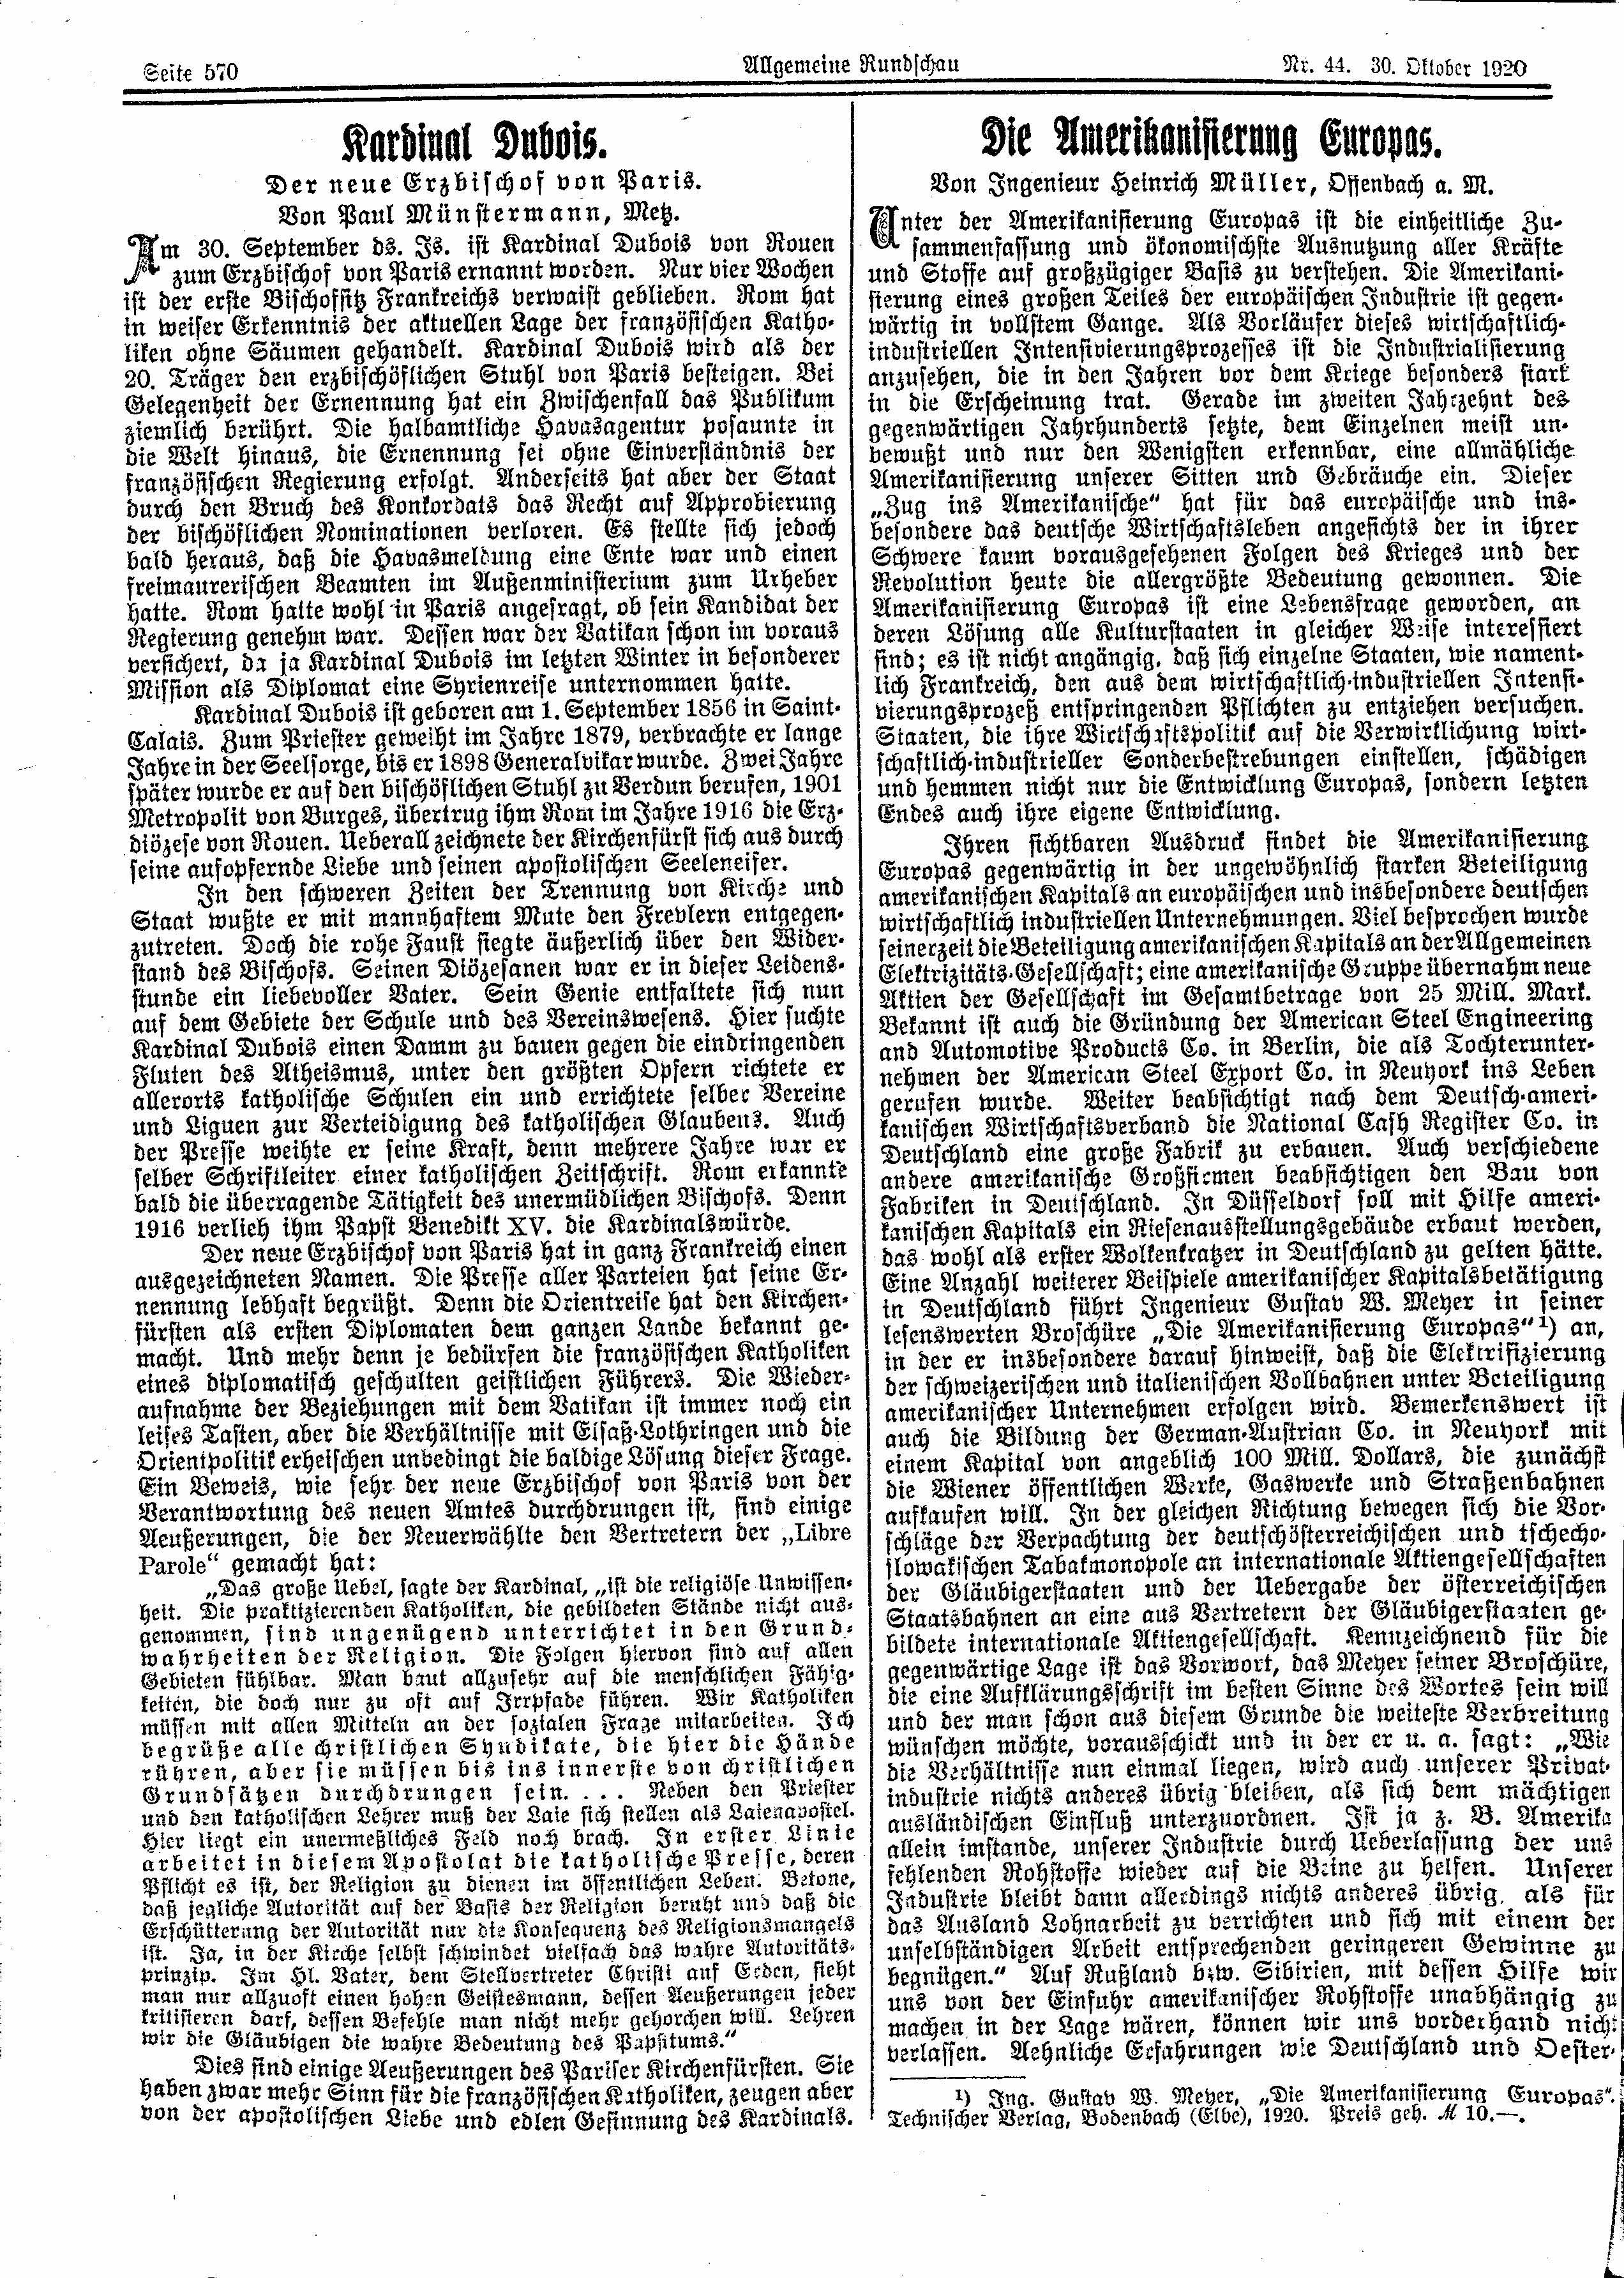 Seite 570
Allgemeine Rundschau
Nr. 44. 30. Oktober 1920
Kardinal Dubois.
Der neue Erzbischof von Paris.
Von Paul Münstermann, Metz.
Am 30. September ds. Js. ist Kardinal Dubois von Rouen
zum Erzbischof von Paris ernannt worden. Nur vier Wochen
ist der erste Bischofsitz Frankreichs verwaist geblieben. Rom hat
in weiser Erkenntnis der aktuellen Lage der französischen Katho-
liken ohne Säumen gehandelt. Kardinal Dubois wird als der
20. Träger den erzbischöflichen Stuhl von Paris besteigen. Bei
Gelegenheit der Ernennung hat ein Zwischenfall das Publikum
ziemlich berührt. Die halbamtliche Havasagentur posaunte in
die Welt hinaus, die Ernennung sei ohne Einverständnis der
französischen Regierung erfolgt. Anderseits hat aber der Staat
durch den Bruch des Konkordats das Recht auf Approbierung
der bischöflichen Nominationen verloren. Es stellte sich jedoch
bald heraus, daß die Havasmeldung eine Ente war und einen
freimaurerischen Beamten im Außenministerium zum Urheber
hatte. Rom hatte wohl in Paris angefragt, ob sein Kandidat der
Regierung genehm war. Dessen war der Vatikan schon im voraus
versichert, da ja Kardinal Dubois im letzten Winter in besonderer
Mission als Diplomat eine Syrienreise unternommen hatte.
Kardinal Dubois ist geboren am 1. September 1856 in Saint-
Calais. Zum Priester geweiht im Jahre 1879, verbrachte er lange
Jahre in der Seelsorge, bis er 1898 Generalvikar wurde. Zwei Jahre
später wurde er auf den bischöflichen Stuhl zu Verdun berufen, 1901
Metropolit von Burges, übertrug ihm Rom im Jahre 1916 die Erz-
diözese von Rouen. Ueberall zeichnete der Kirchenfürst sich aus durch
seine aufopfernde Liebe und seinen apostolischen Seeleneifer.
In den schweren Zeiten der Trennung von Kirche und
Staat wußte er mit mannhaftem Mute den Frevlern entgegen-
zutreten. Doch die rohe Faust siegte äußerlich über den Wider-
stand des Bischofs. Seinen Diözesanen war er in dieser Leidens-
stunde ein liebevoller Vater. Sein Genie entfaltete sich nun
auf dem Gebiete der Schule und des Vereinswesens. Hier suchte
Kardinal Dubois einen Damm zu bauen gegen die eindringenden
Fluten des Atheismus, unter den größten Opfern richtete er
allerorts katholische Schulen ein und errichtete selber Vereine
und Liguen zur Verteidigung des katholischen Glaubens. Auch
der Presse weihte er seine Kraft, denn mehrere Jahre war er
selber Schriftleiter einer katholischen Zeitschrift. Rom erkannte
bald die überragende Tätigkeit des unermüdlichen Bischofs. Denn
1916 verlieh ihm Papst Benedikt XV. die Kardinalswürde.
Der neue Erzbischof von Paris hat in ganz Frankreich einen
ausgezeichneten Namen. Die Presse aller Parteien hat seine Er-
nennung lebhaft begrüßt. Denn die Orientreise hat den Kirchen-
fürsten als ersten Diplomaten dem ganzen Lande bekannt ge-
macht. Und mehr denn je bedürfen die französischen Katholiken
eines diplomatisch geschulten geistlichen Führers. Die Wieder-
aufnahme der Beziehungen mit dem Vatikan ist immer noch ein
leises Tasten, aber die Verhältnisse mit Elsaß-Lothringen und die
Orientpolitik erheischen unbedingt die baldige Lösung dieser Frage.
Ein Beweis, wie sehr der neue Erzbischof von Paris von der
Verantwortung des neuen Amtes durchdrungen ist, sind einige
Aeußerungen, die der Neuerwählte den Vertretern der „Libre
Parole“ gemacht hat:
„Das große Uebel, sagte der Kardinal, „ist die religiöse Unwissen-
heit. Die praktizierenden Katholiken, die gebildeten Stände nicht aus-
genommen, sind ungenügend unterrichtet in den Grund-
wahrheiten der Religion. Die Folgen hiervon sind auf allen
Gebieten fühlbar. Man baut allzusehr auf die menschlichen Fähig-
keiten, die doch nur zu oft auf Irrpfade führen. Wir Katholiken
müssen mit allen Mitteln an der sozialen Frage mitarbeiten. Ich
begrüße alle christlichen Syndikate, die hier die Hände
rühren, aber sie müssen bis ins innerste von christlichen
Grundsätzen durchdrungen sein. . . . Neben den Priester
und den katholischen Lehrer muß der Laie sich stellen als Laienapostel.
Hier liegt ein unermeßliches Feld noch brach. In erster Linie
arbeitet in diesem Apostolat die katholische Presse, deren
Pflicht es ist, der Religion zu dienen im öffentlichen Leben. Betone,
daß jegliche Autorität auf der Basis der Religion beruht und daß die
Erschütterung der Autorität nur die Konsequenz des Religionsmangels
ist. Ja, in der Kirche selbst schwindet vielfach das wahre Autoritäts-
prinzip. Im Hl. Vater, dem Stellvertreter Christi auf Erden, sieht
man nur allzuoft einen hohen Geistesmann, dessen Aeußerungen jeder
kritisieren darf, dessen Befehle man nicht mehr gehorchen will. Lehren
wir die Gläubigen die wahre Bedeutung des Papsttums.“
Dies sind einige Aeußerungen des Pariser Kirchenfürsten. Sie
haben zwar mehr Sinn für die französischen Katholiken, zeugen aber
von der apostolischen Liebe und edlen Gesinnung des Kardinals.
Die Amerikanisierung Europas.
Von Ingenieur Heinrich Müller, Offenbach a. M.
Unter der Amerikanisierung Europas ist die einheitliche Zu-
sammenfassung und ökonomischste Ausnutzung aller Kräfte
und Stoffe auf großzügiger Basis zu verstehen. Die Amerikani-
sierung eines großen Teiles der europäischen Industrie ist gegen-
wärtig in vollstem Gange. Als Vorläufer dieses wirtschaftlich-
industriellen Intensivierungsprozesses ist die Industrialisierung
anzusehen, die in den Jahren vor dem Kriege besonders stark
in die Erscheinung trat. Gerade im zweiten Jahrzehnt des
gegenwärtigen Jahrhunderts setzte, dem Einzelnen meist un-
bewußt und nur den Wenigsten erkennbar, eine allmähliche
Amerikanisierung unserer Sitten und Gebräuche ein. Dieser
„Zug ins Amerikanische“ hat für das europäische und ins-
besondere das deutsche Wirtschaftsleben angesichts der in ihrer
Schwere kaum vorausgesehenen Folgen des Krieges und der
Revolution heute die allergrößte Bedeutung gewonnen. Die
Amerikanisierung Europas ist eine Lebensfrage geworden, an
deren Lösung alle Kulturstaaten in gleicher Weise interessiert
sind; es ist nicht angängig, daß sich einzelne Staaten, wie nament-
lich Frankreich, den aus dem wirtschaftlich-industriellen Intensi-
vierungsprozeß entspringenden Pflichten zu entziehen versuchen.
Staaten, die ihre Wirtschaftspolitik auf die Verwirklichung wirt-
schaftlich-industrieller Sonderbestrebungen einstellen, schädigen
und hemmen nicht nur die Entwicklung Europas, sondern letzten
Endes auch ihre eigene Entwicklung.
Ihren sichtbaren Ausdruck findet die Amerikanisierung
Europas gegenwärtig in der ungewöhnlich starken Beteiligung
amerikanischen Kapitals an europäischen und insbesondere deutschen
wirtschaftlich industriellen Unternehmungen. Viel besprochen wurde
seinerzeit die Beteiligung amerikanischen Kapitals an der Allgemeinen
Elektrizitäts-Gesellschaft; eine amerikanische Gruppe übernahm neue
Aktien der Gesellschaft im Gesamtbetrage von 25 Mill. Mark.
Bekannt ist auch die Gründung der American Steel Engineering
and Automotive Products Co. in Berlin, die als Tochterunter-
nehmen der American Steel Export Co. in Neuyork ins Leben
gerufen wurde. Weiter beabsichtigt nach dem Deutsch-ameri-
kanischen Wirtschaftsverband die National Cash Register Co. in
Deutschland eine große Fabrik zu erbauen. Auch verschiedene
andere amerikanische Großfirmen beabsichtigen den Bau von
Fabriken in Deutschland. In Düsseldorf soll mit Hilfe ameri-
kanischen Kapitals ein Riesenausstellungsgebäude erbaut werden,
das wohl als erster Wolkenkratzer in Deutschland zu gelten hätte.
Eine Anzahl weiterer Beispiele amerikanischer Kapitalsbetätigung
in Deutschland führt Ingenieur Gustav W. Meyer in seiner
lesenswerten Broschüre „Die Amerikanisierung Europas“¹) an,
in der er insbesondere darauf hinweist, daß die Elektrifizierung
der schweizerischen und italienischen Vollbahnen unter Beteiligung
amerikanischer Unternehmen erfolgen wird. Bemerkenswert ist
auch die Bildung der German-Austrian Co. in Neuyork mit
einem Kapital von angeblich 100 Mill. Dollars, die zunächst
die Wiener öffentlichen Werke, Gaswerke und Straßenbahnen
aufkaufen will. In der gleichen Richtung bewegen sich die Vor-
schläge der Verpachtung der deutschösterreichischen und tschecho-
slowakischen Tabakmonopole an internationale Aktiengesellschaften
der Gläubigerstaaten und der Uebergabe der österreichischen
Staatsbahnen an eine aus Vertretern der Gläubigerstaaten ge-
bildete internationale Aktiengesellschaft. Kennzeichnend für die
gegenwärtige Lage ist das Vorwort, das Meyer seiner Broschüre,
die eine Aufklärungsschrift im besten Sinne des Wortes sein will
und der man schon aus diesem Grunde die weiteste Verbreitung
wünschen möchte, vorausschickt und in der er u. a. sagt: „Wie
die Verhältnisse nun einmal liegen, wird auch unserer Privat-
industrie nichts anderes übrig bleiben, als sich dem mächtigen
ausländischen Einfluß unterzuordnen. Ist ja z. B. Amerika
allein imstande, unserer Industrie durch Ueberlassung der uns
fehlenden Rohstoffe wieder auf die Beine zu helfen. Unserer
Industrie bleibt dann allerdings nichts anderes übrig, als für
das Ausland Lohnarbeit zu verrichten und sich mit einem der
unselbständigen Arbeit entsprechenden geringeren Gewinne zu
begnügen.“ Auf Rußland bzw. Sibirien, mit dessen Hilfe wir
uns von der Einfuhr amerikanischer Rohstoffe unabhängig zu
machen in der Lage wären, können wir uns vorderhand nicht
verlassen. Aehnliche Erfahrungen wie Deutschland und Oester-
¹) Ing. Gustav W. Meyer, „Die Amerikanisierung Europas“.
Technischer Verlag, Bodenbach (Elbe), 1920. Preis geh. M 10.—.